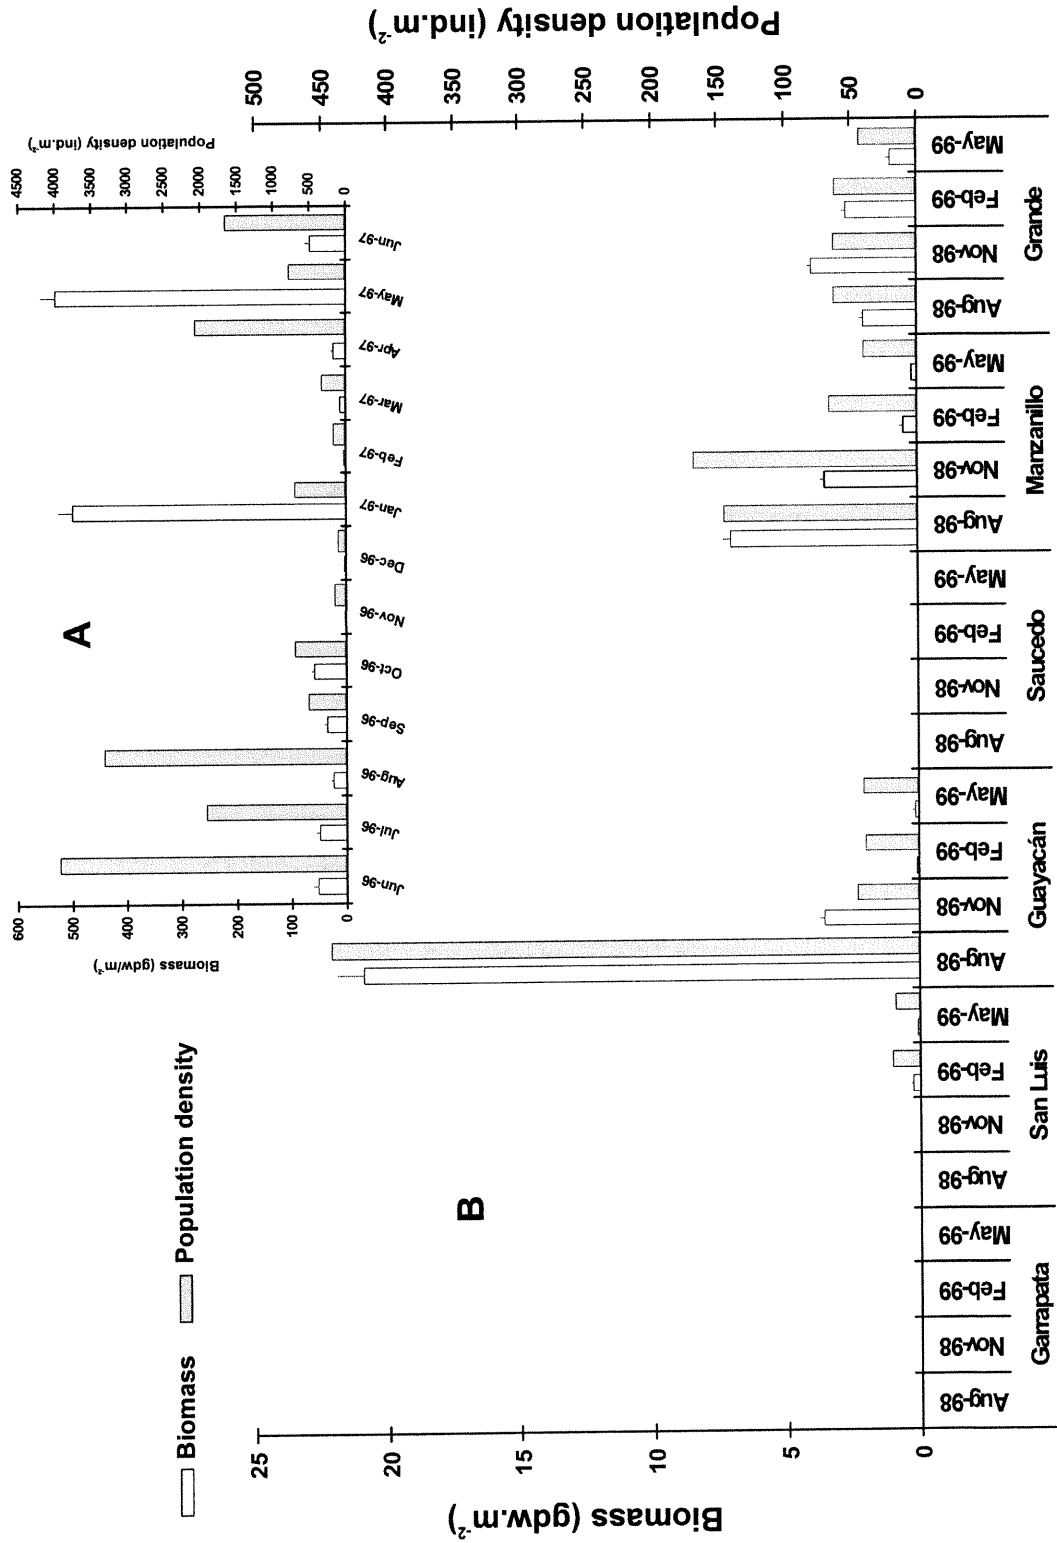 Biomass
Population density
A
Biomass (gdw/m-2)
600
500
400
300
200
100
0
Jun-96
Jul-96
Aug-96
Sep-96
Oct-96
Nov-96
Dec-96
Jan-97
Feb-97
Mar-97
Apr-97
May-97
Jun-97
4500
4000
3500
3000
2500
2000
1500
1000
500
0
Population density (ind.m-2)
B
Biomass (gdw.m-2)
25
20
15
10
5
0
Aug-98
Nov-98
Feb-99
May-99
Aug-98
Nov-98
Feb-99
May-99
Aug-98
Nov-98
Feb-99
May-99
Aug-98
Nov-98
Feb-99
May-99
Aug-98
Nov-98
Feb-99
May-99
Aug-98
Nov-98
Feb-99
May-99
Garrapata
San Luis
Guayacán
Saucedo
Manzanillo
Grande
500
450
400
350
300
250
200
150
100
50
0
Population density (ind.m-2)